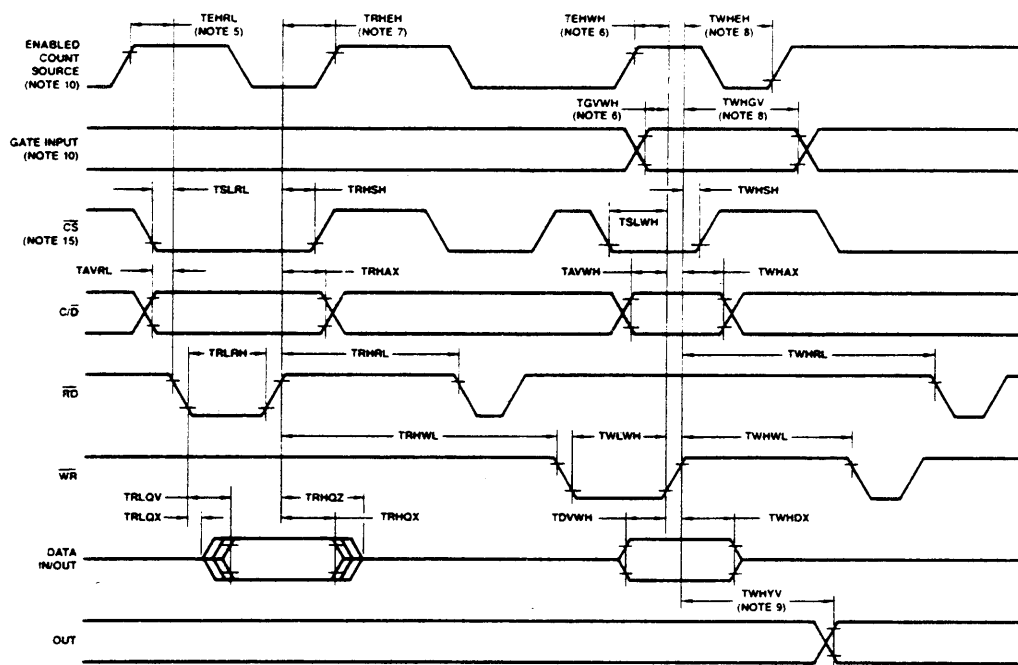 TEHRL
(NOTE 5)
TRHEH
(NOTE 7)
TEHWH
(NOTE 6)
TWHEH
(NOTE 8)
ENABLED
COUNT
SOURCE
(NOTE 10)
TGVWH
(NOTE 6)
TWHGV
(NOTE 8)
GATE INPUT
(NOTE 10)
TSLRL
TRHSH
TSLWH
TWHSH
CS
(NOTE 15)
TAVRL
TRHAX
TAVWH
TWHAX
C/D
TRLRH
TRHRL
TWHRL
RD
TRHWL
TWLWH
TWHWL
WR
TRLQV
TRHQZ
TRLQX
TRHQX
TDVWH
TWHDX
DATA
IN/OUT
TWHYV
(NOTE 9)
OUT